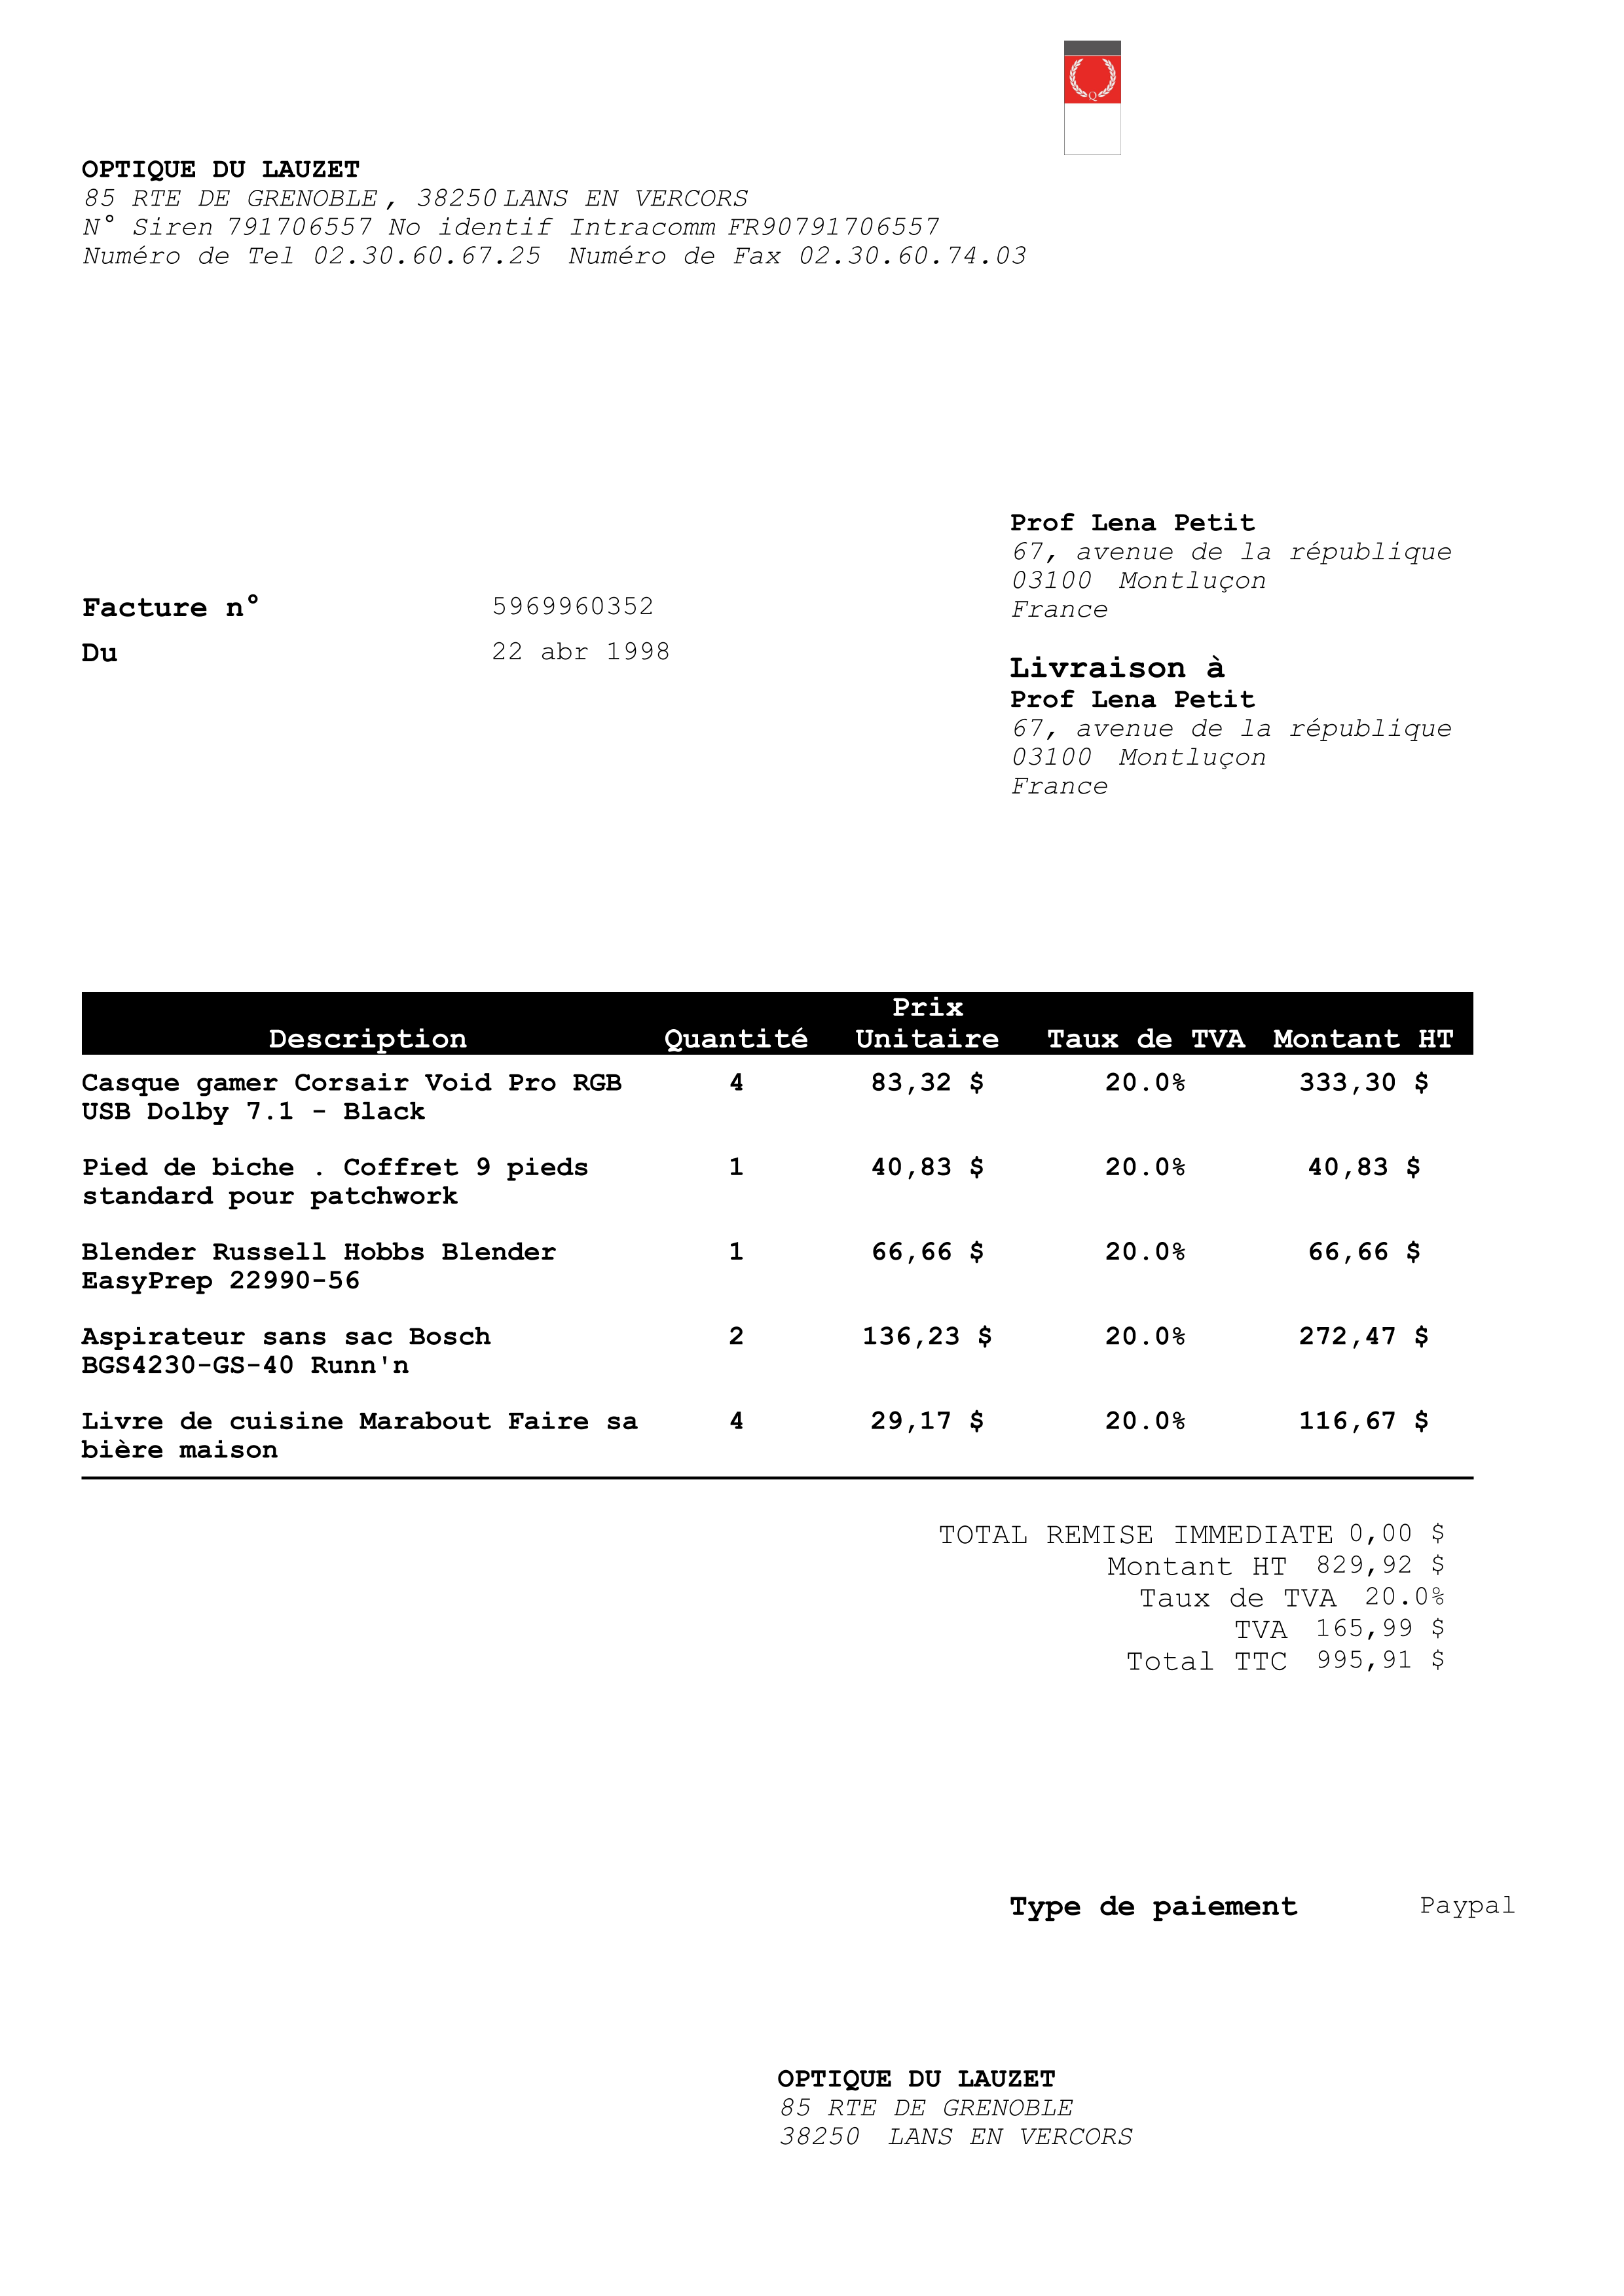 Q
OPTIQUE DU LAUZET
85 RTE DE GRENOBLE, 38250 LANS EN VERCORS
N° Siren 791706557 No identif Intracomm FR90791706557
Numéro de Tel 02.30.60.67.25 Numéro de Fax 02.30.60.74.03
Prof Lena Petit
67, avenue de la république
03100 Montluçon
France
Facture n° 5969960352
Du 22 abr 1998
Livraison à
Prof Lena Petit
67, avenue de la république
03100 Montluçon
France
Description Quantité Prix Unitaire Taux de TVA Montant HT
Casque gamer Corsair Void Pro RGB 4 83,32 $ 20.0% 333,30 $
USB Dolby 7.1 - Black
Pied de biche . Coffret 9 pieds 1 40,83 $ 20.0% 40,83 $
standard pour patchwork
Blender Russell Hobbs Blender 1 66,66 $ 20.0% 66,66 $
EasyPrep 22990-56
Aspirateur sans sac Bosch 2 136,23 $ 20.0% 272,47 $
BGS4230-GS-40 Runn'n
Livre de cuisine Marabout Faire sa 4 29,17 $ 20.0% 116,67 $
bière maison
TOTAL REMISE IMMEDIATE 0,00 $
Montant HT 829,92 $
Taux de TVA 20.0%
TVA 165,99 $
Total TTC 995,91 $
Type de paiement Paypal
OPTIQUE DU LAUZET
85 RTE DE GRENOBLE
38250 LANS EN VERCORS